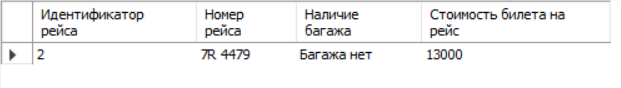 Идентификатор рейса Номер рейса Наличие багажа Стоимость билета на рейс
2 7R 4479 Багажа нет 13000